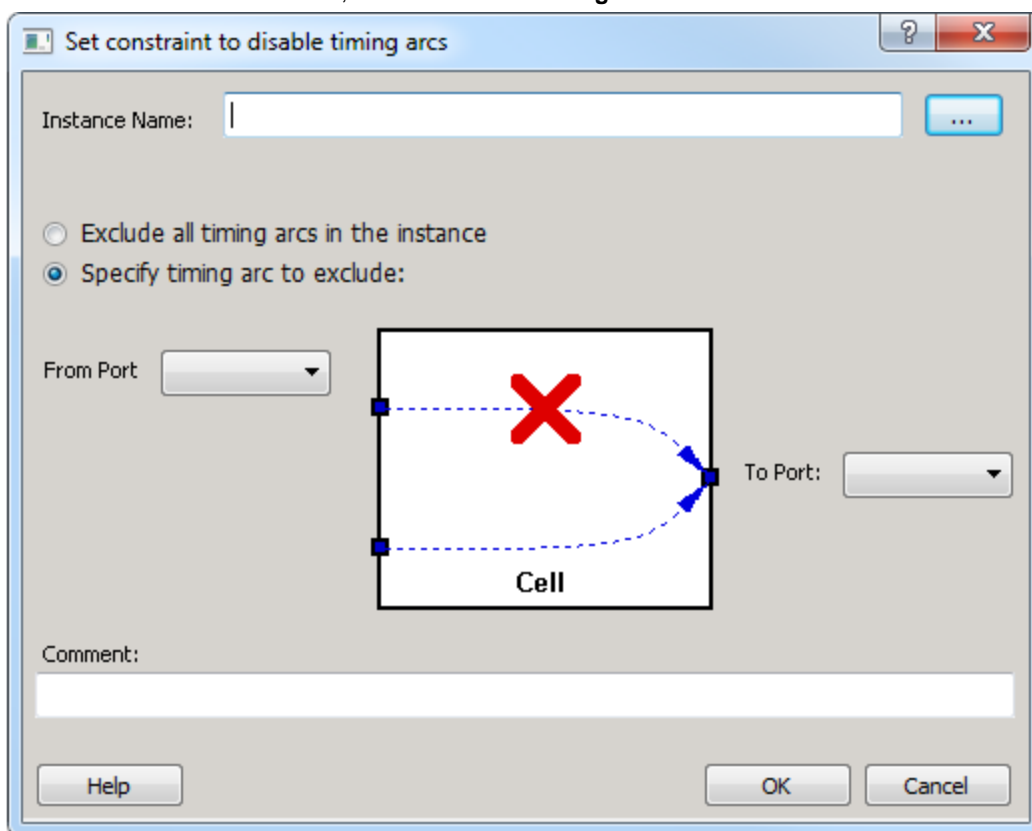 Set constraint to disable timing arcs
Instance Name:
...
Exclude all timing arcs in the instance
Specify timing arc to exclude:
From Port
To Port:
Cell
Comment:
Help
OK
Cancel